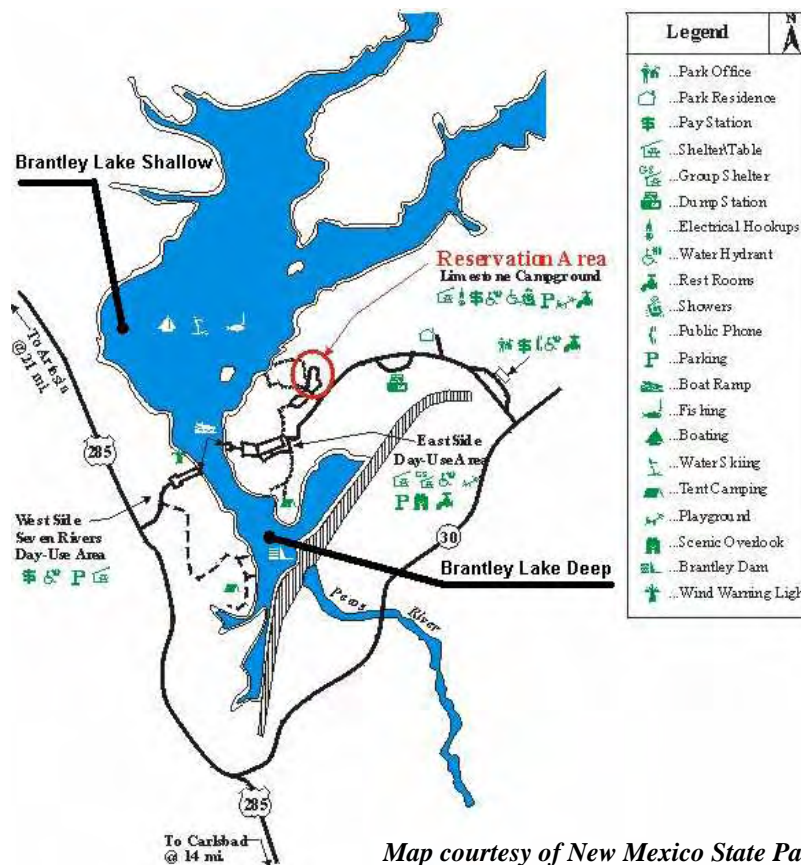 Brantley Lake Shallow
Reservation Area
Limestone Campground
To Artesia
@ 21 mi.
285
East Side
Day-Use Area
West Side
Seven Rivers
Day-Use Area
30
Brantley Lake Deep
Pecos River
285
To Carlsbad
@ 14 mi.
Map courtesy of New Mexico State Pa
Legend
N
...Park Office
...Park Residence
...Pay Station
...Shelter\Table
GS
...Group Shelter
...Dump Station
...Electrical Hookups
...Water Hydrant
...Rest Rooms
...Showers
...Public Phone
P ...Parking
...Boat Ramp
...Fishing
...Boating
...Water Skiing
...Tent Camping
...Playground
...Scenic Overlook
...Brantley Dam
...Wind Warning Ligh